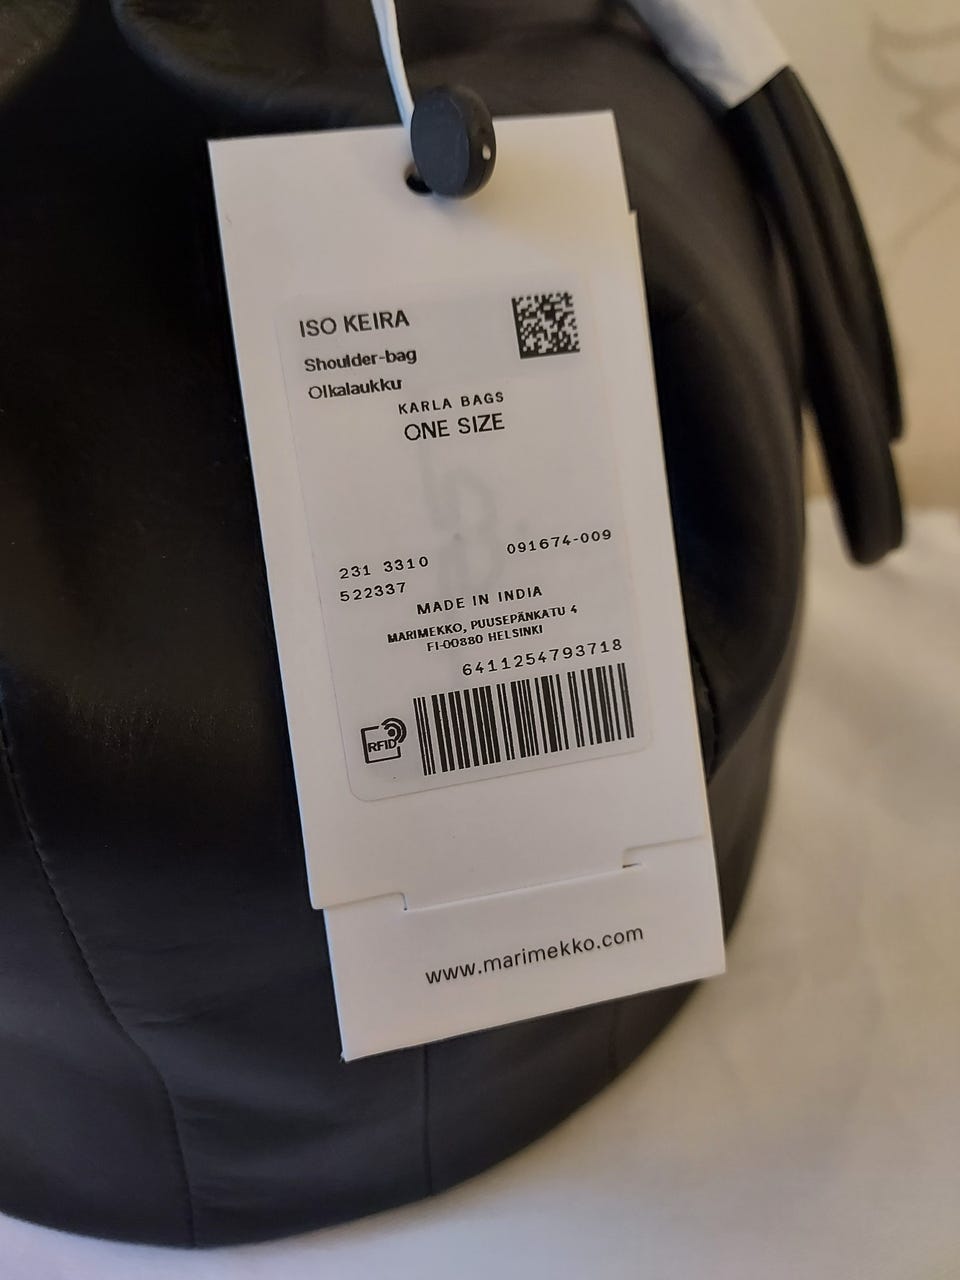 ISO KEIRA
Shoulder-bag
Olkalaukku
KARLA BAGS
ONE SIZE
231 3310 091674-009
522337
MADE IN INDIA
MARIMEKKO, PUUSEPÄNKATU 4
FI-00880 HELSINKI
6411254793718
RFID
www.marimekko.com